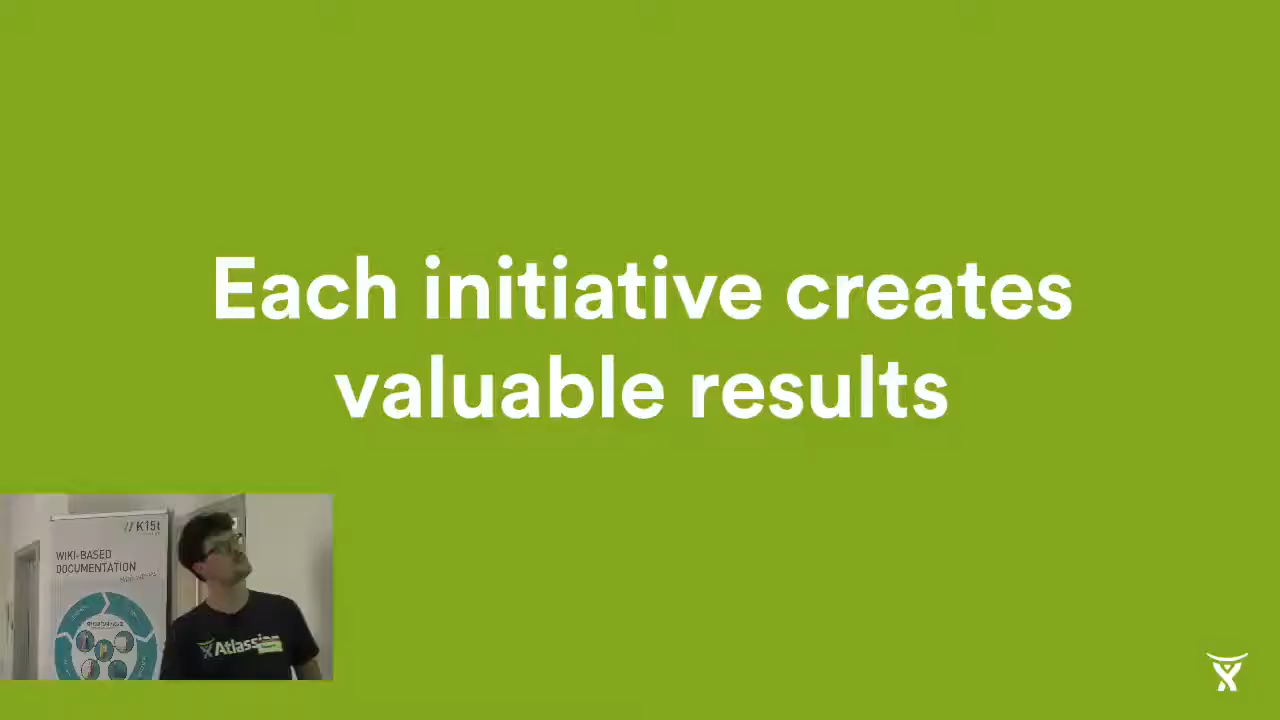 Each initiative creates
valuable results
// K15t
WIKI-BASED
DOCUMENTATION
Atlassian